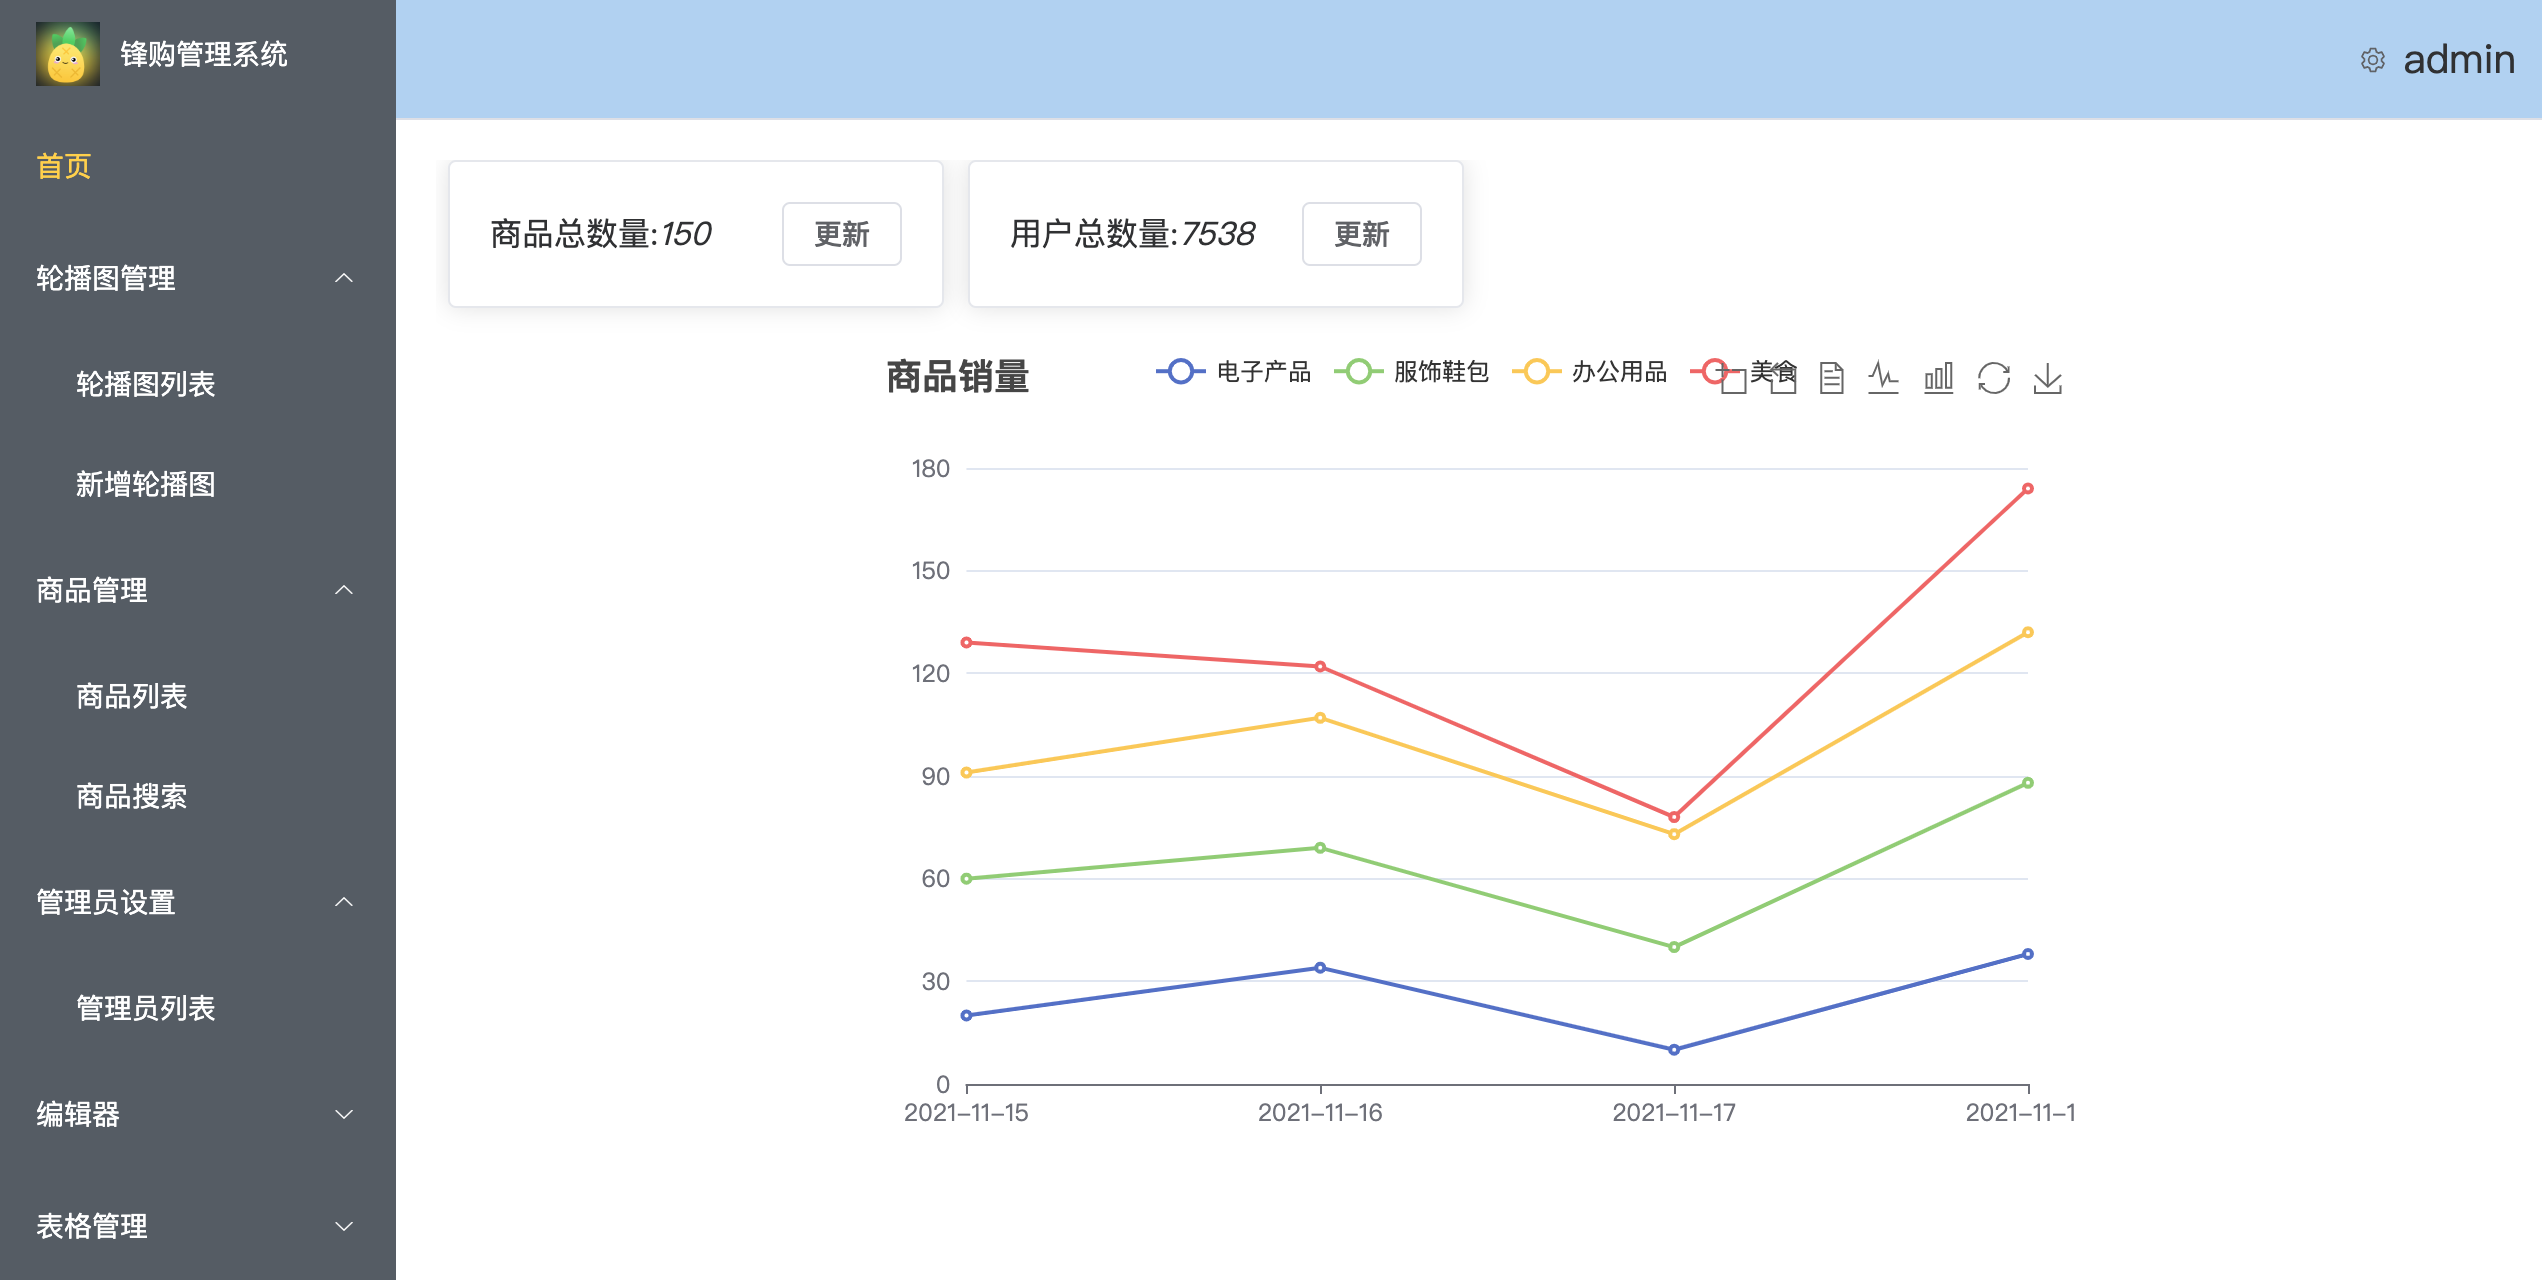 锋购管理系统
首页
轮播图管理
轮播图列表
新增轮播图
商品管理
商品列表
商品搜索
管理员设置
管理员列表
编辑器
表格管理
admin
商品总数量:150
更新
用户总数量:7538
更新
商品销量
电子产品 服饰鞋包 办公用品 美食
180
150
120
90
60
30
0
2021-11-15 2021-11-16 2021-11-17 2021-11-1